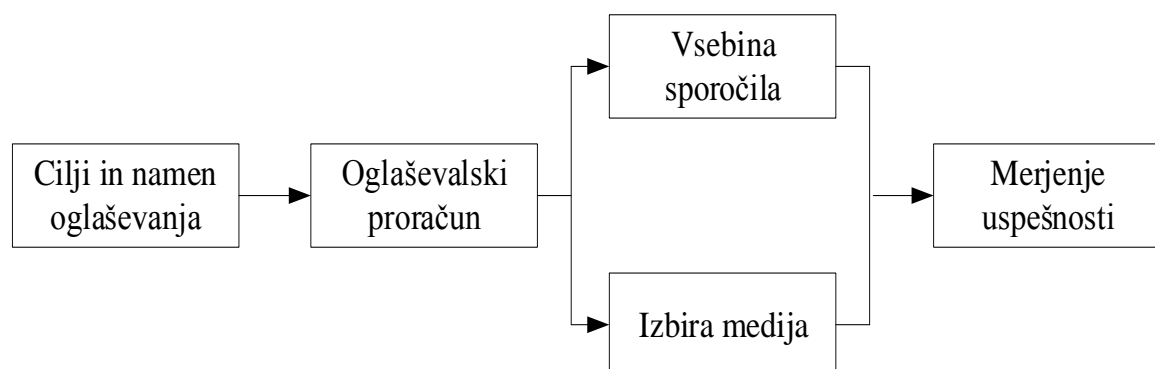 Cilji in namen
oglaševanja
Oglaševalski
proračun
Vsebina
sporočila
Izbira medija
Merjenje
uspešnosti